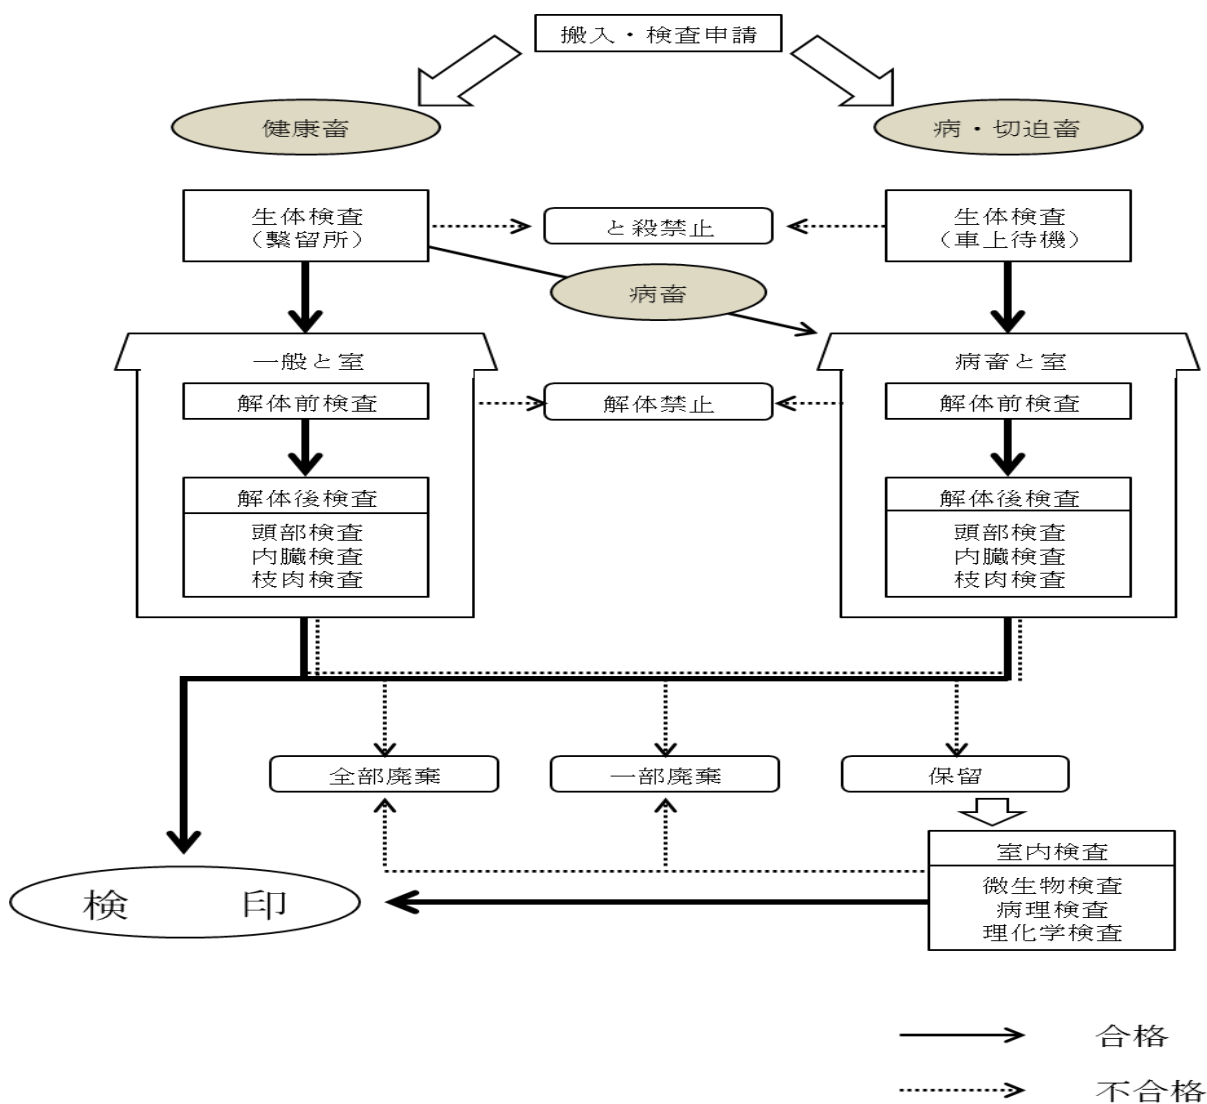 搬入・検査申請
健康畜
病・切迫畜
生体検査
（繋留所）
と殺禁止
生体検査
（車上待機）
病畜
一般と室
病畜と室
解体前検査
解体禁止
解体前検査
解体後検査
頭部検査
内臓検査
枝肉検査
解体後検査
頭部検査
内臓検査
枝肉検査
全部廃棄
一部廃棄
保留
室内検査
微生物検査
病理検査
理化学検査
検　印
合格
不合格